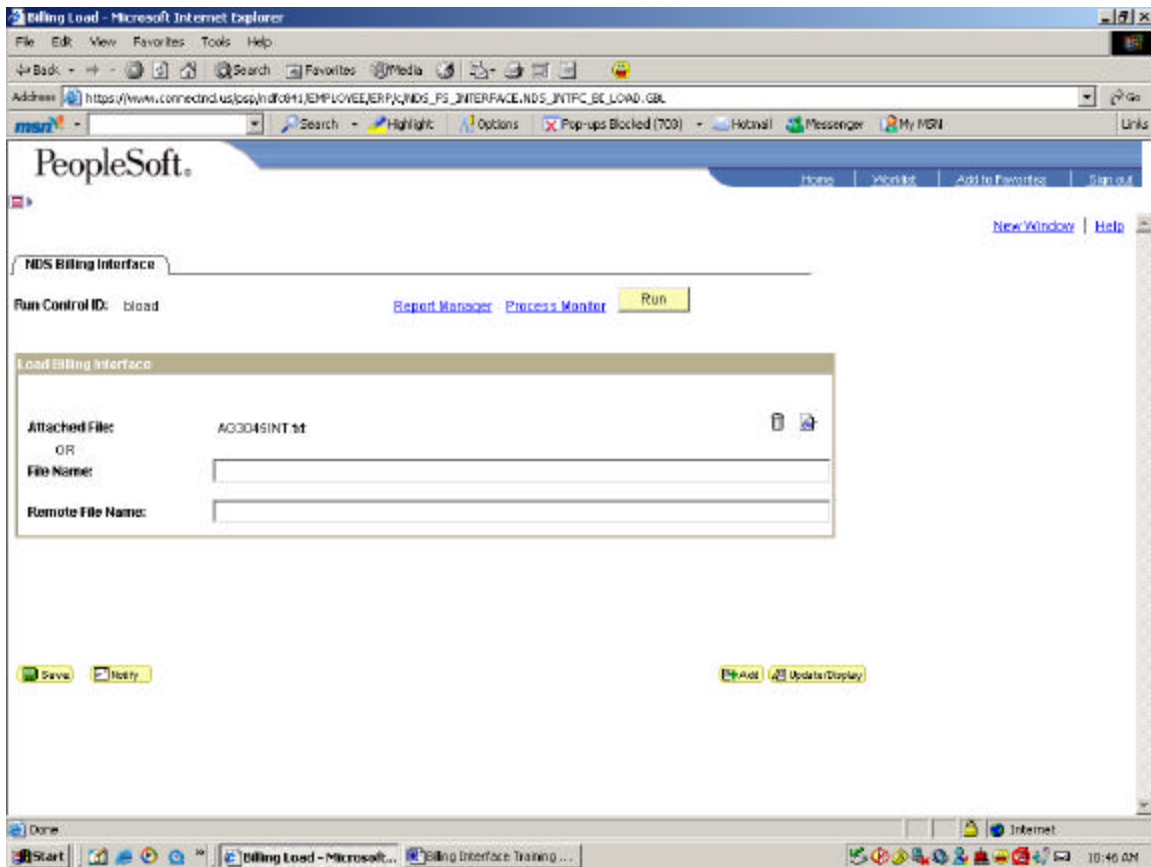 Billing Load - Microsoft Internet Explorer
File Edit View Favorites Tools Help
Back Search Favorites Media
Address https://www.connectnd.us/psp/ndfc841/EMPLOYEE/ERP/c/NDS_FS_INTERFACE.NDS_INTFC_BI_LOAD.GBL Go
msn Search Highlight Options Pop-ups Blocked (703) Hotmail Messenger My MSN Links
PeopleSoft.
Home Worklist Add to Favorites Sign out
New Window | Help
NDS Billing Interface
Run Control ID: bload Report Manager Process Monitor Run
Load Billing Interface
Attached File: AG3045INT.txt
OR
File Name:
Remote File Name:
Save Notify Add Update/Display
Done Internet
Start » Billing Load - Microsoft... Billing Interface Training ... 10:46 AM